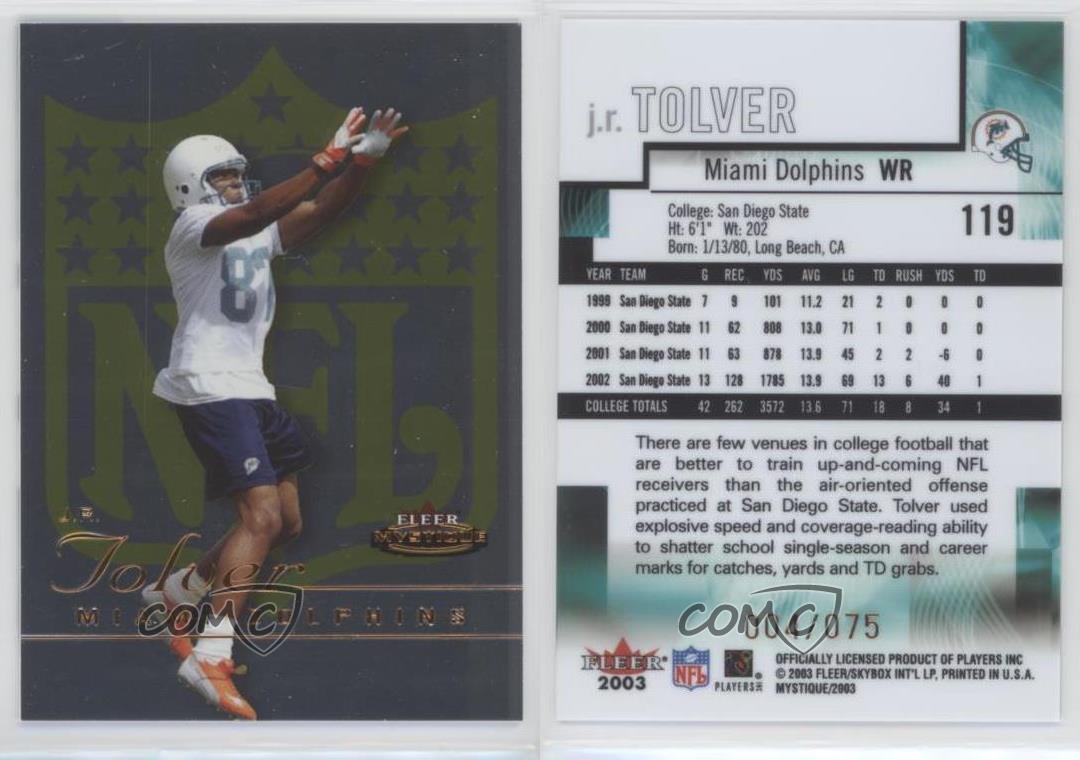 NFL
87
J.R.
Tolver
MIAMI DOLPHINS
FLEER
MYSTIQUE
COMC
j.r. TOLVER
Miami Dolphins WR
119
College: San Diego State
Ht: 6'1" Wt: 202
Born: 1/13/80, Long Beach, CA
YEAR TEAM G REC YDS AVG LG TD RUSH YDS TD
1999 San Diego State 7 9 101 11.2 21 2 0 0 0
2000 San Diego State 11 62 808 13.0 71 1 0 0 0
2001 San Diego State 11 63 878 13.9 45 2 2 -6 0
2002 San Diego State 13 128 1785 13.9 69 13 6 40 1
COLLEGE TOTALS 42 262 3572 13.6 71 18 8 34 1
There are few venues in college football that
are better to train up-and-coming NFL
receivers than the air-oriented offense
practiced at San Diego State. Tolver used
explosive speed and coverage-reading ability
to shatter school single-season and career
marks for catches, yards and TD grabs.
004/075
COMC
FLEER
2003
NFL
PLAYERS INC
OFFICIALLY LICENSED PRODUCT OF PLAYERS INC
© 2003 FLEER/SKYBOX INT'L LP, PRINTED IN U.S.A.
MYSTIQUE/2003